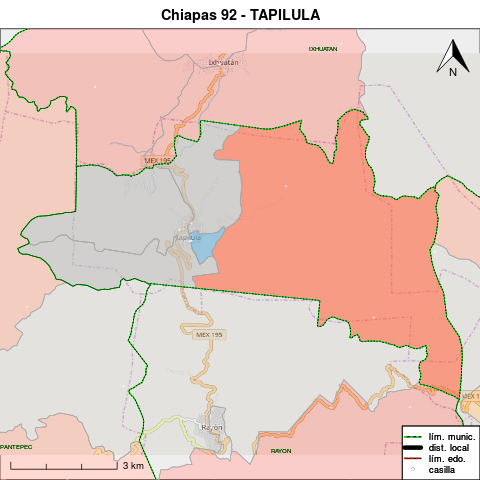 Chiapas 92 - TAPILULA
IXHUATAN
Ixhuatán
N
MEX 195
Tapilula
MEX 195
MEX 1
Rayón
PANTEPEC
RAYON
3 km
lím. munic.
dist. local
lím. edo.
casilla